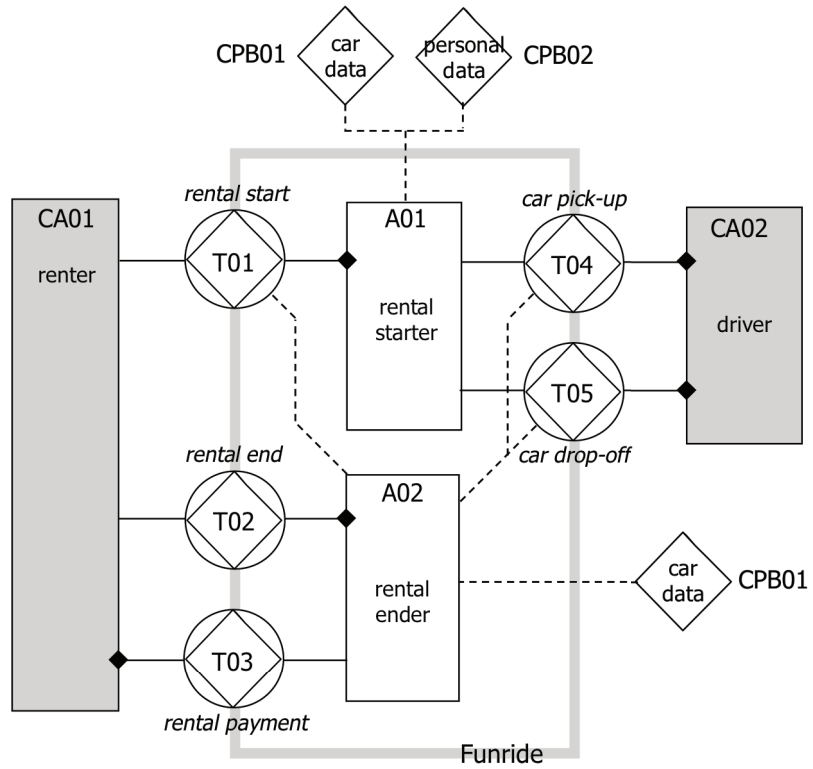 CPB01
car
data
personal
data
CPB02
rental start
car pick-up
CA01
renter
T01
A01
rental
starter
T04
CA02
driver
T05
rental end
car drop-off
T02
A02
rental
ender
car
data
CPB01
T03
rental payment
Funride